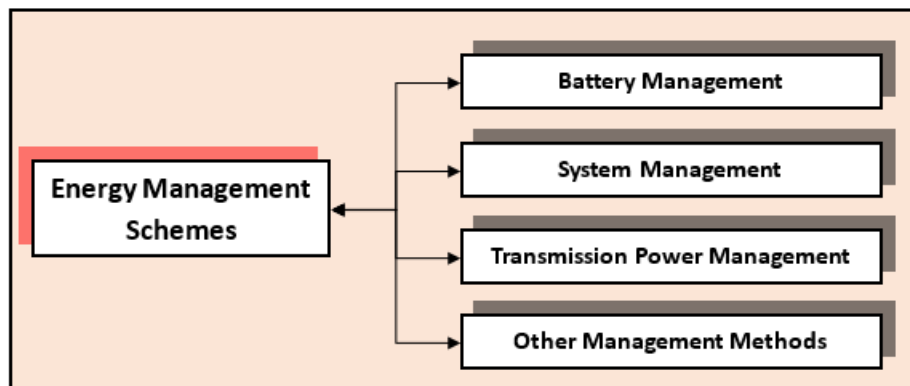 Energy Management
Schemes
Battery Management
System Management
Transmission Power Management
Other Management Methods